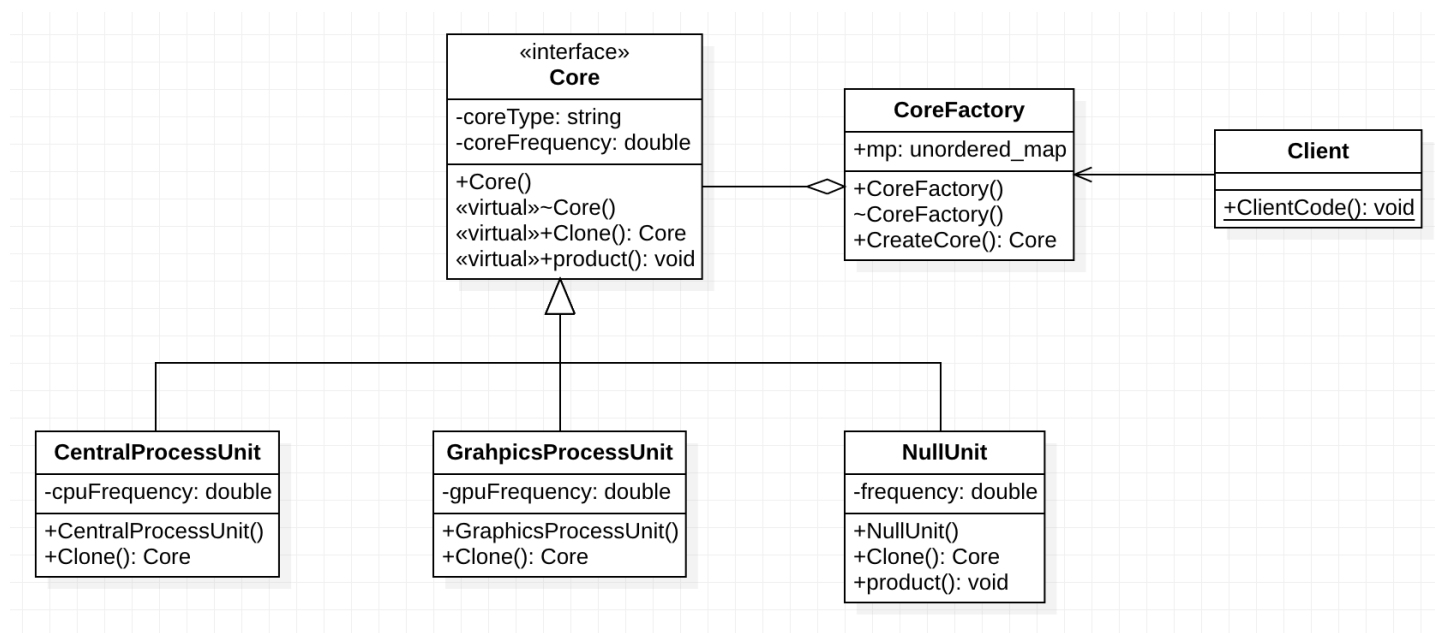 «interface»
Core
-coreType: string
-coreFrequency: double
+Core()
«virtual»~Core()
«virtual»+Clone(): Core
«virtual»+product(): void
CoreFactory
+mp: unordered_map
+CoreFactory()
~CoreFactory()
+CreateCore(): Core
Client
+ClientCode(): void
CentralProcessUnit
-cpuFrequency: double
+CentralProcessUnit()
+Clone(): Core
GrahpicsProcessUnit
-gpuFrequency: double
+GraphicsProcessUnit()
+Clone(): Core
NullUnit
-frequency: double
+NullUnit()
+Clone(): Core
+product(): void